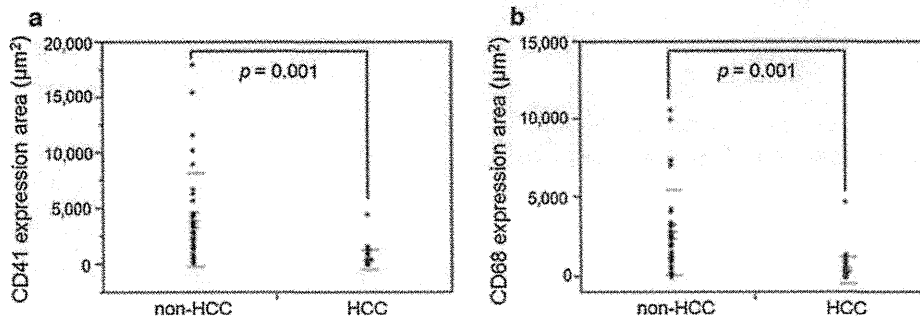 a
20,000
15,000
10,000
5,000
0
CD41 expression area (µm²)
p = 0.001
non-HCC
HCC
b
15,000
10,000
5,000
0
CD68 expression area (µm²)
p = 0.001
non-HCC
HCC